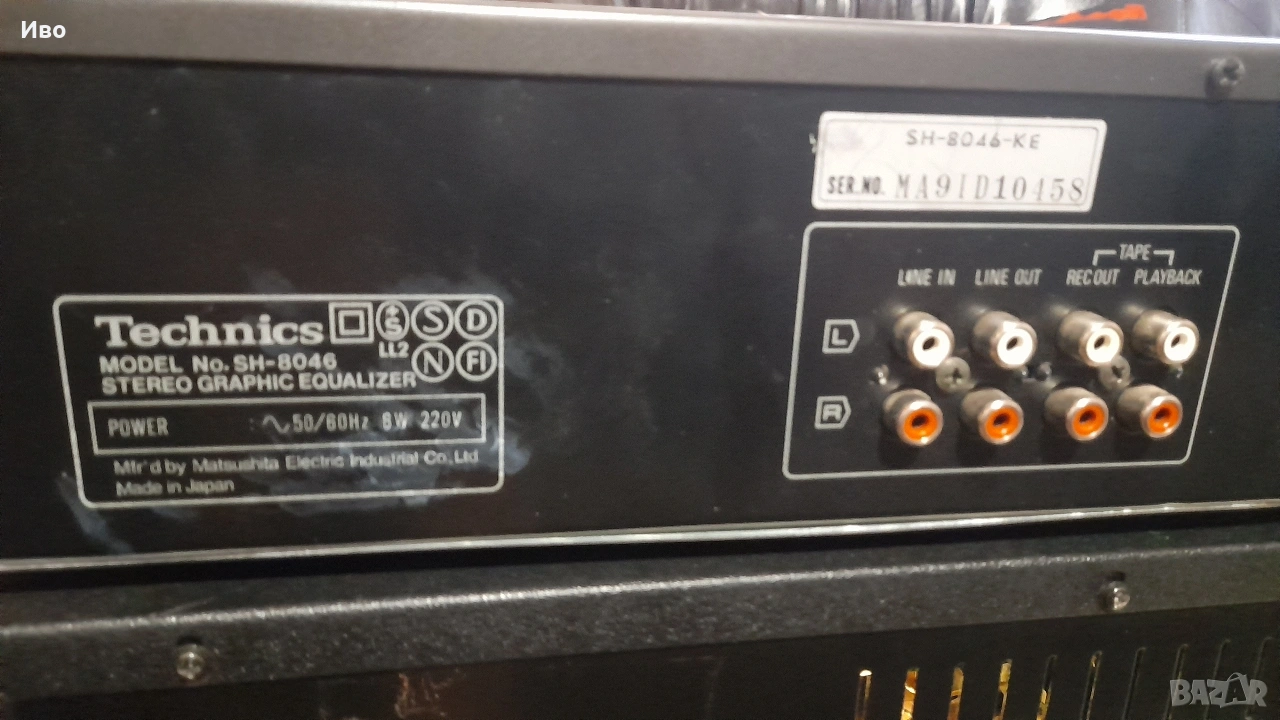 Иво
SH-8046-KE
SER.NO. MA9ID1045S
TAPE
LINE IN LINE OUT REC OUT PLAYBACK
L
R
Technics S S D
LL2 N FI
MODEL No. SH-8046
STEREO GRAPHIC EQUALIZER
POWER : ~50/60Hz 8W 220V
Mfr'd by Matsushita Electric Industrial Co., Ltd
Made in Japan
BAZAR